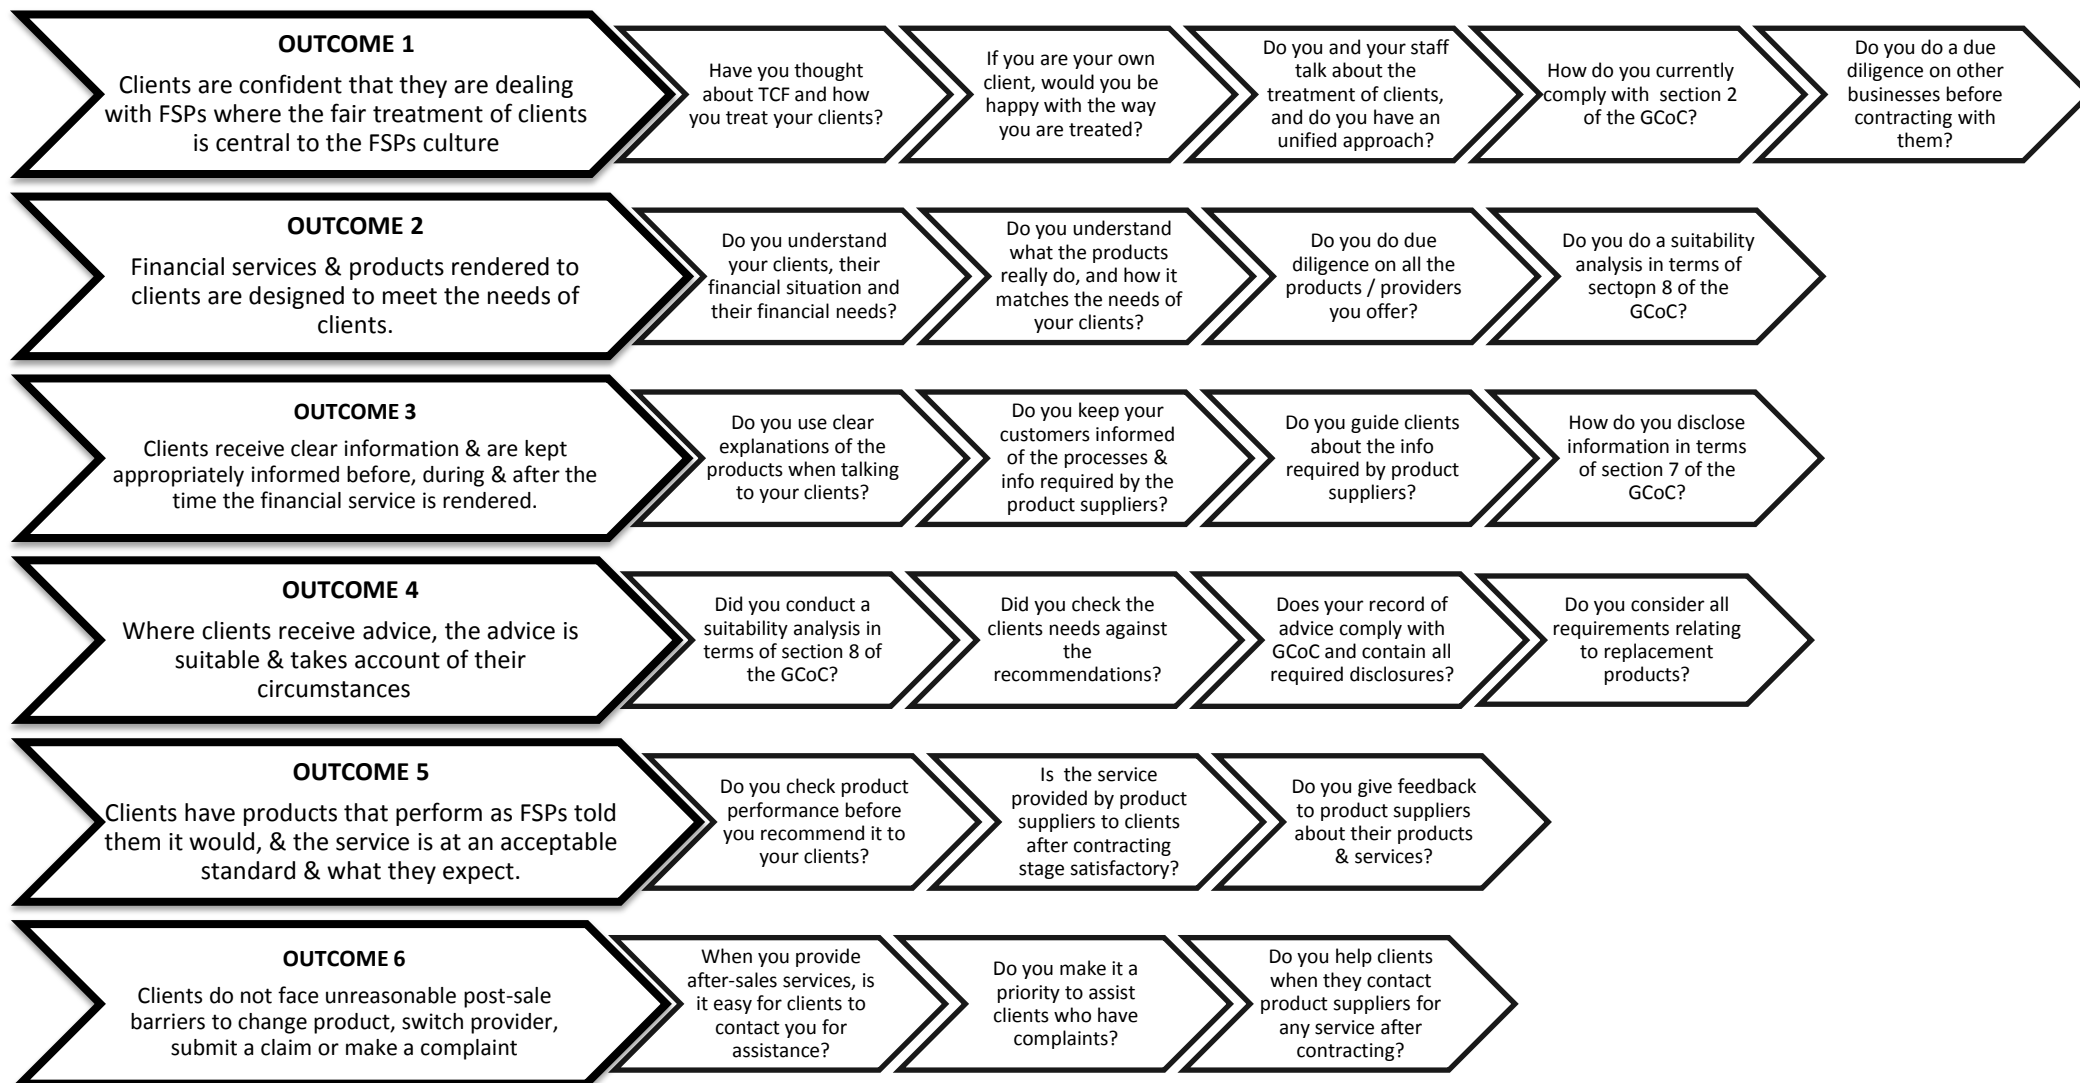 OUTCOME 1
Clients are confident that they are dealing
with FSPs where the fair treatment of clients
is central to the FSPs culture
Have you thought
about TCF and how
you treat your clients?
If you are your own
client, would you be
happy with the way
you are treated?
Do you and your staff
talk about the
treatment of clients,
and do you have an
unified approach?
How do you currently
comply with section 2
of the GCoC?
Do you do a due
diligence on other
businesses before
contracting with
them?
OUTCOME 2
Financial services & products rendered to
clients are designed to meet the needs of
clients.
Do you understand
your clients, their
financial situation and
their financial needs?
Do you understand
what the products
really do, and how it
matches the needs of
your clients?
Do you do due
diligence on all the
products / providers
you offer?
Do you do a suitability
analysis in terms of
sectopn 8 of the
GCoC?
OUTCOME 3
Clients receive clear information & are kept
appropriately informed before, during & after the
time the financial service is rendered.
Do you use clear
explanations of the
products when talking
to your clients?
Do you keep your
customers informed
of the processes &
info required by the
product suppliers?
Do you guide clients
about the info
required by product
suppliers?
How do you disclose
information in terms
of section 7 of the
GCoC?
OUTCOME 4
Where clients receive advice, the advice is
suitable & takes account of their
circumstances
Did you conduct a
suitability analysis in
terms of section 8 of
the GCoC?
Did you check the
clients needs against
the
recommendations?
Does your record of
advice comply with
GCoC and contain all
required disclosures?
Do you consider all
requirements relating
to replacement
products?
OUTCOME 5
Clients have products that perform as FSPs told
them it would, & the service is at an acceptable
standard & what they expect.
Do you check product
performance before
you recommend it to
your clients?
Is the service
provided by product
suppliers to clients
after contracting
stage satisfactory?
Do you give feedback
to product suppliers
about their products
& services?
OUTCOME 6
Clients do not face unreasonable post-sale
barriers to change product, switch provider,
submit a claim or make a complaint
When you provide
after-sales services, is
it easy for clients to
contact you for
assistance?
Do you make it a
priority to assist
clients who have
complaints?
Do you help clients
when they contact
product suppliers for
any service after
contracting?